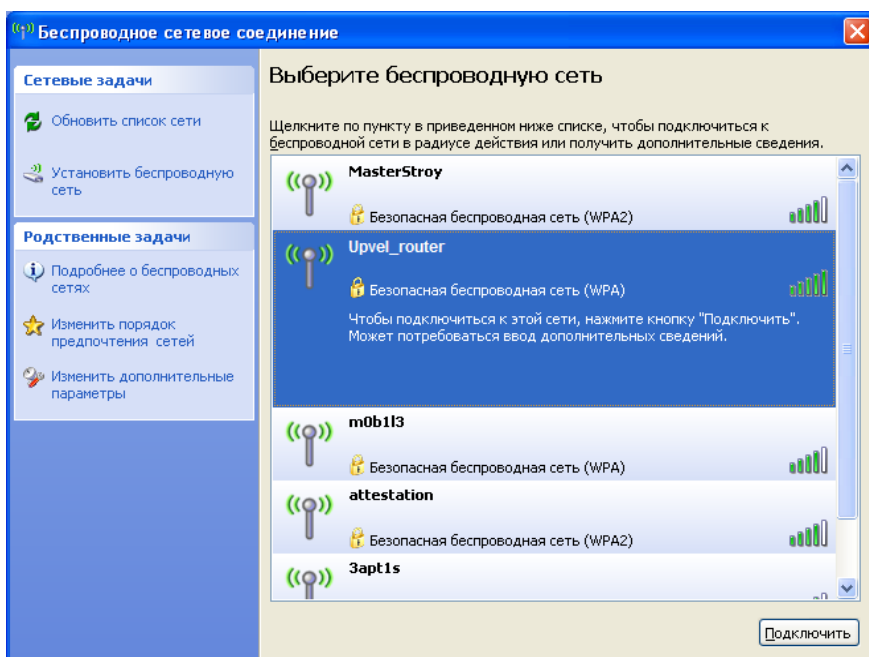 Беспроводное сетевое соединение
Сетевые задачи
Обновить список сети
Установить беспроводную
сеть
Родственные задачи
Подробнее о беспроводных
сетях
Изменить порядок
предпочтения сетей
Изменить дополнительные
параметры
Выберите беспроводную сеть
Щелкните по пункту в приведенном ниже списке, чтобы подключиться к
беспроводной сети в радиусе действия или получить дополнительные сведения.
MasterStroy
Безопасная беспроводная сеть (WPA2)
Upvel_router
Безопасная беспроводная сеть (WPA)
Чтобы подключиться к этой сети, нажмите кнопку "Подключить".
Может потребоваться ввод дополнительных сведений.
m0b1l3
Безопасная беспроводная сеть (WPA)
attestation
Безопасная беспроводная сеть (WPA2)
3apt1s
Подключить